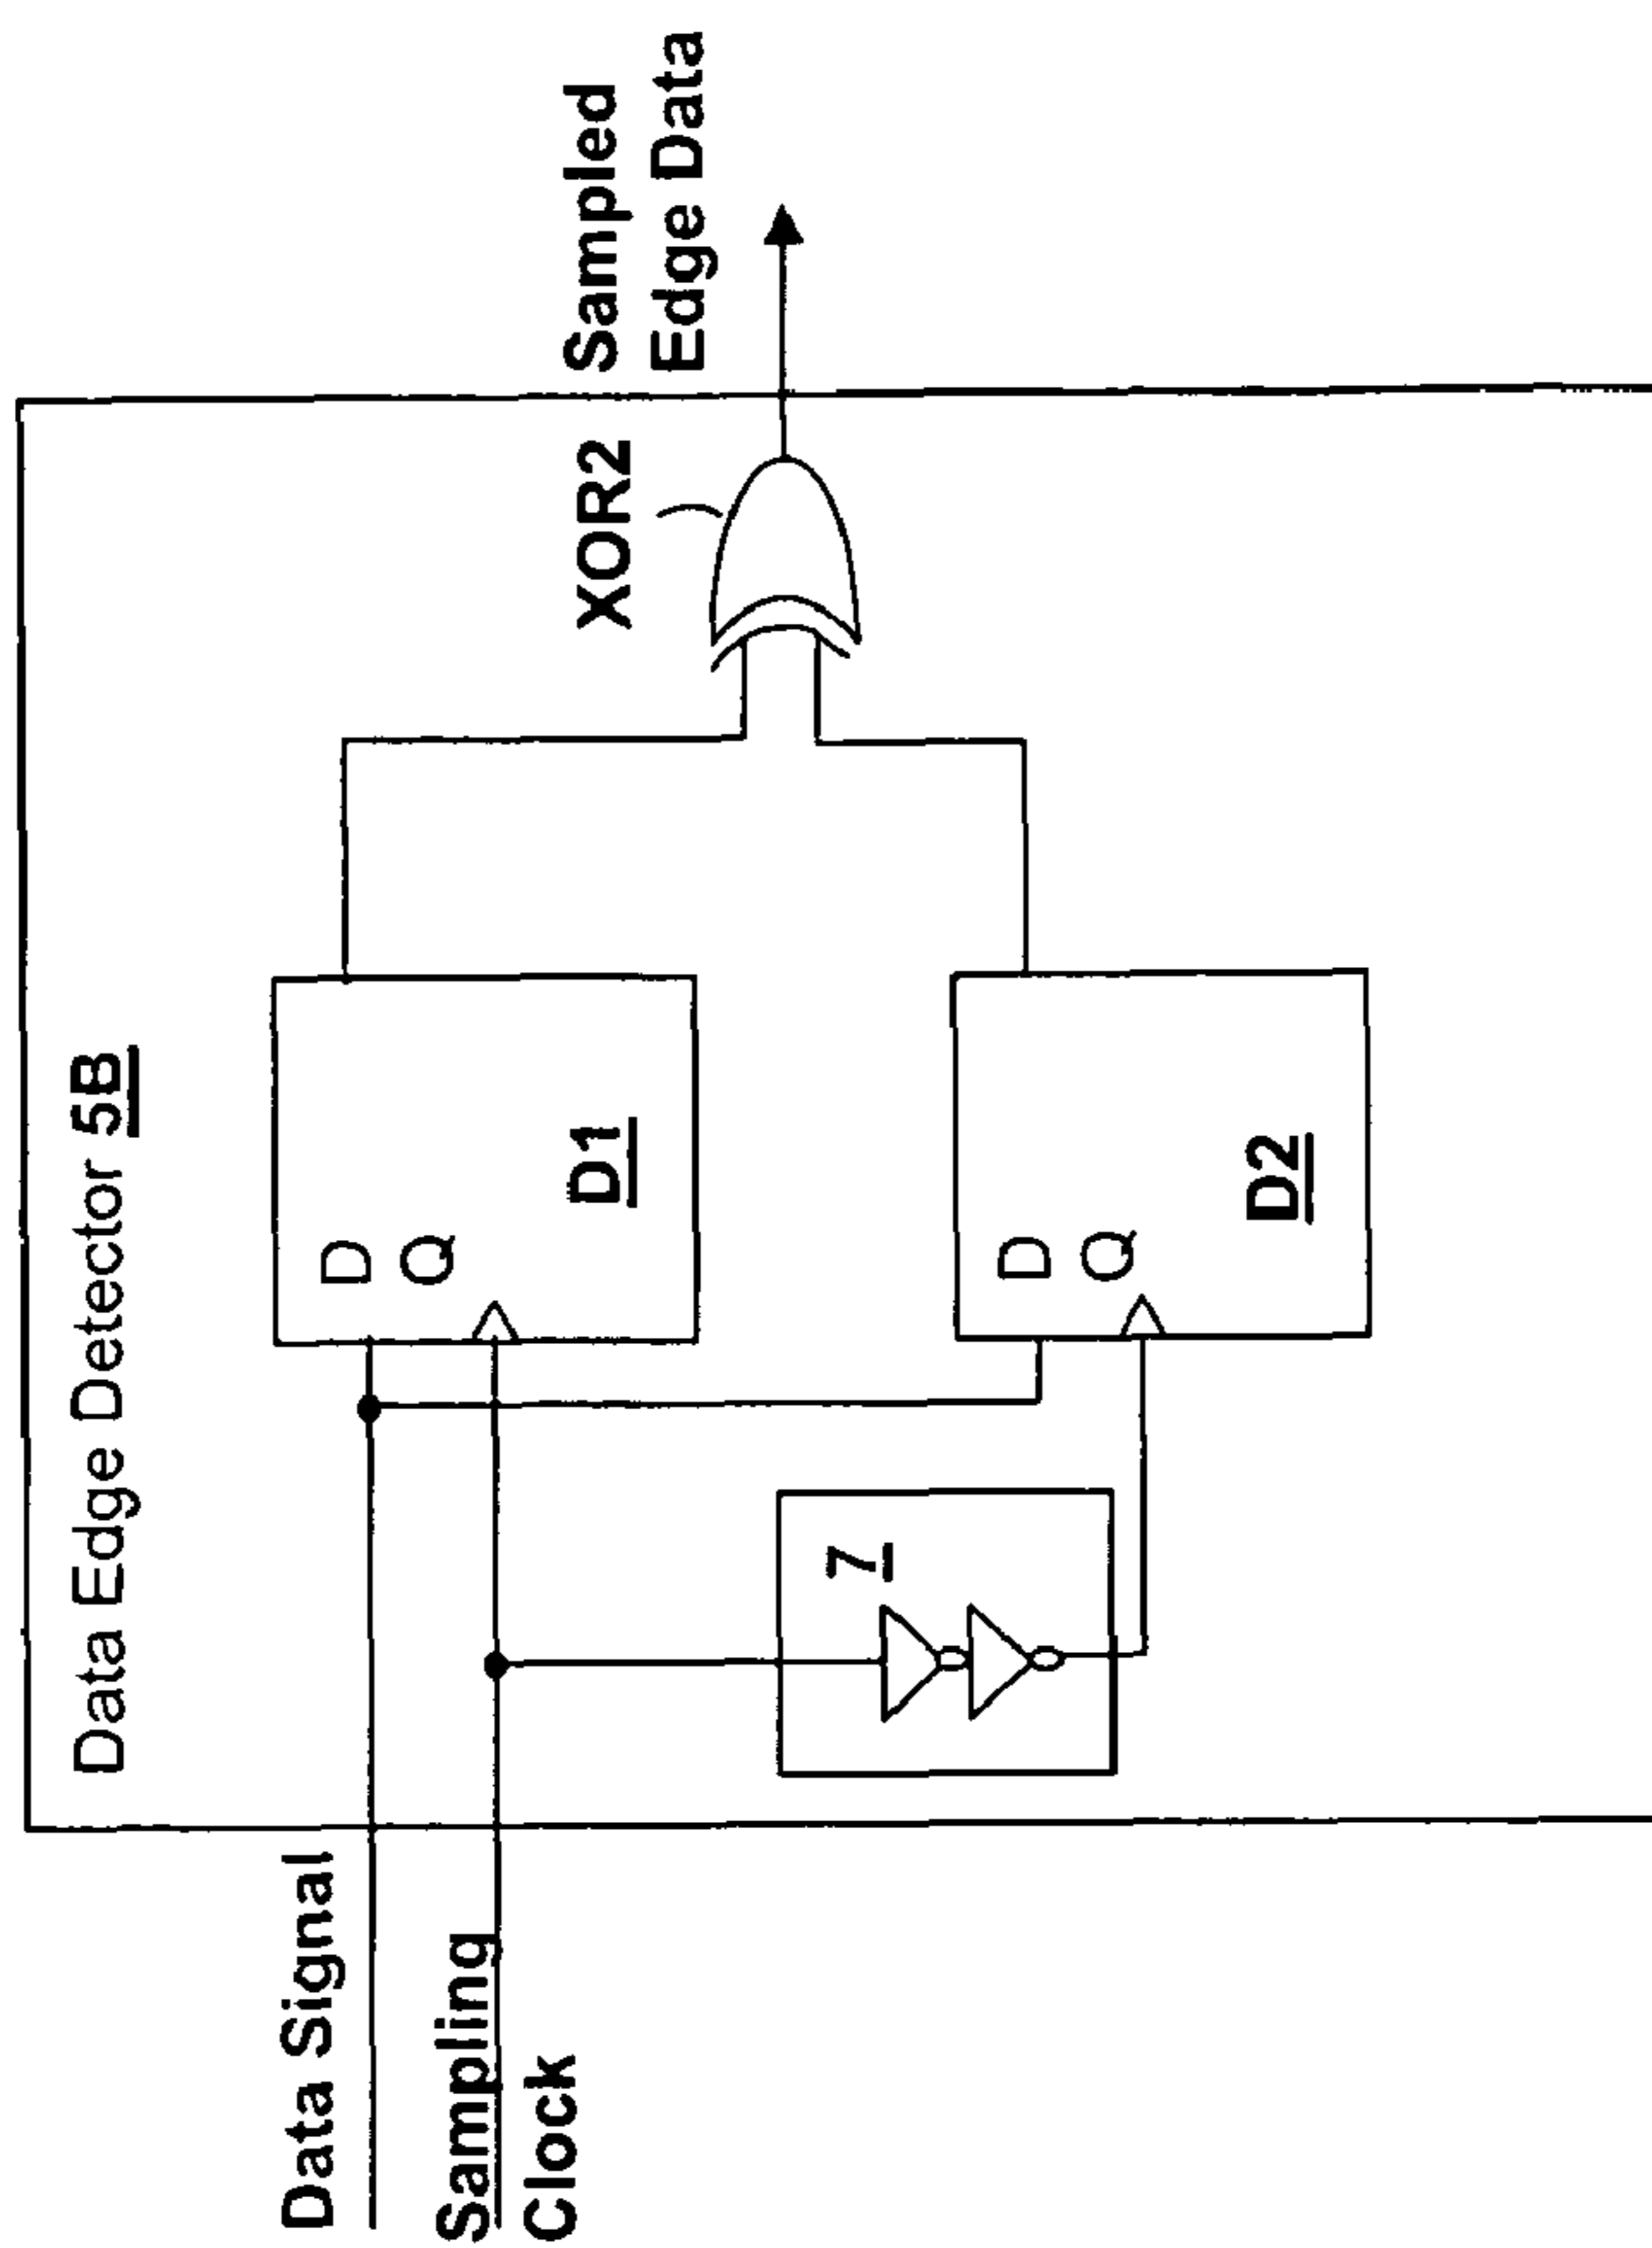 Data Edge Detector 5B
Data Signal
Sampling
Clock
D
Q
D1
7
D
Q
D2
XOR2
Sampled
Edge Data